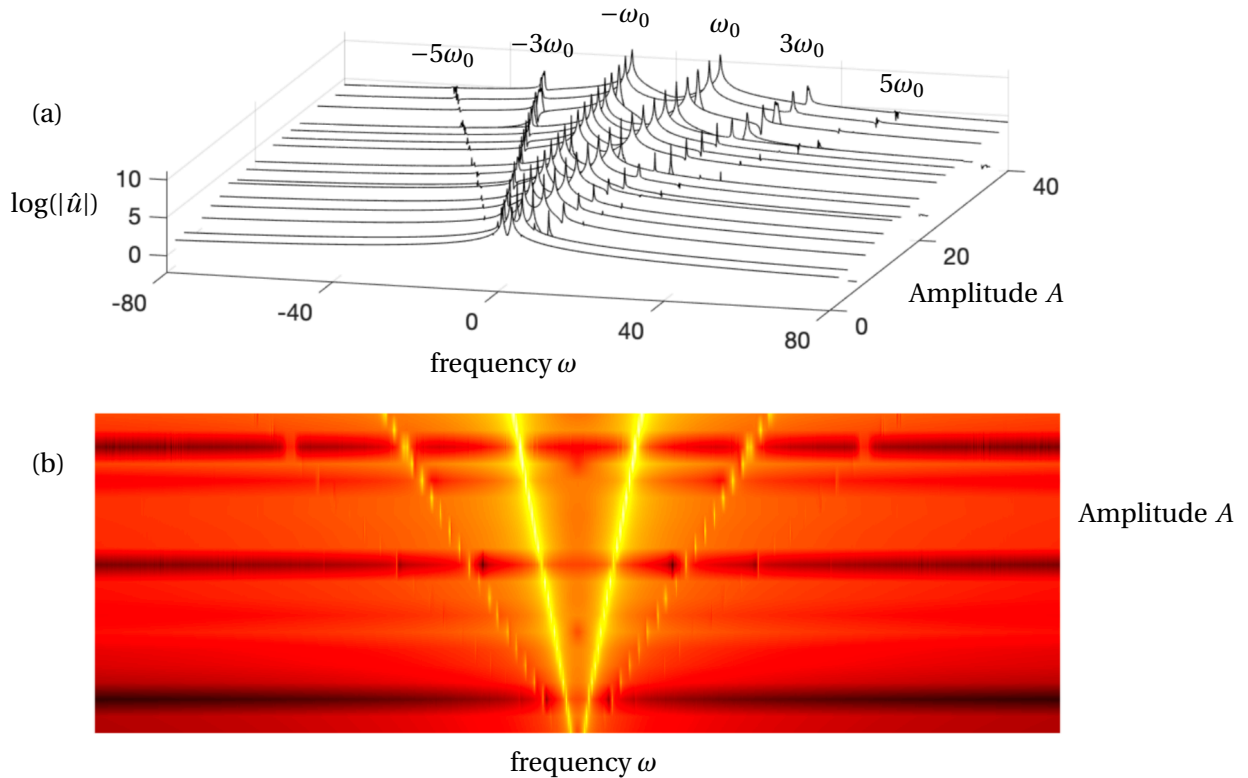 −ω₀ ω₀ 3ω₀
−5ω₀ −3ω₀ 5ω₀
(a)
log(|û|)
10
5
0
-80 -40 0 40 80
0 20 40
Amplitude A
frequency ω
(b)
Amplitude A
frequency ω